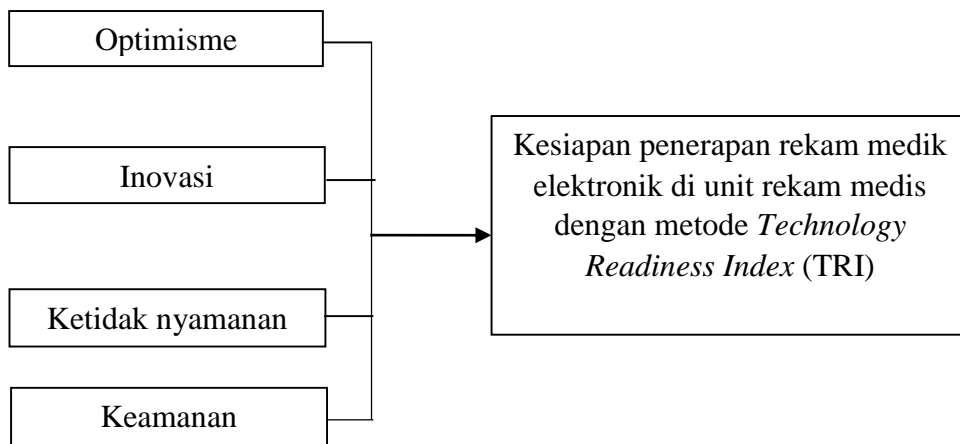 Optimisme
Inovasi
Ketidak nyamanan
Keamanan
Kesiapan penerapan rekam medik
elektronik di unit rekam medis
dengan metode Technology
Readiness Index (TRI)